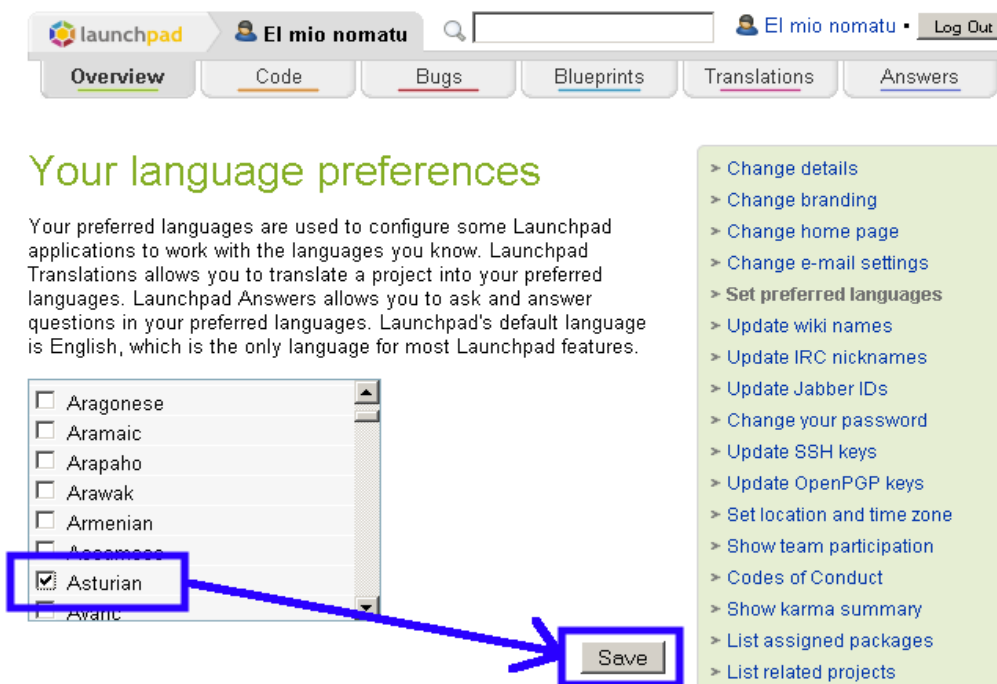 launchpad El mio nomatu El mio nomatu • Log Out
Overview Code Bugs Blueprints Translations Answers
Your language preferences
Your preferred languages are used to configure some Launchpad
applications to work with the languages you know. Launchpad
Translations allows you to translate a project into your preferred
languages. Launchpad Answers allows you to ask and answer
questions in your preferred languages. Launchpad's default language
is English, which is the only language for most Launchpad features.
Aragonese
Aramaic
Arapaho
Arawak
Armenian
Assamese
Asturian
Avaric
Save
Change details
Change branding
Change home page
Change e-mail settings
Set preferred languages
Update wiki names
Update IRC nicknames
Update Jabber IDs
Change your password
Update SSH keys
Update OpenPGP keys
Set location and time zone
Show team participation
Codes of Conduct
Show karma summary
List assigned packages
List related projects